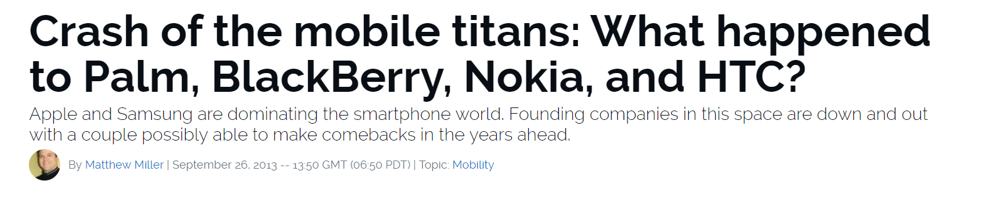 Crash of the mobile titans: What happened
to Palm, BlackBerry, Nokia, and HTC?
Apple and Samsung are dominating the smartphone world. Founding companies in this space are down and out
with a couple possibly able to make comebacks in the years ahead.
By Matthew Miller | September 26, 2013 -- 13:50 GMT (06:50 PDT) | Topic: Mobility